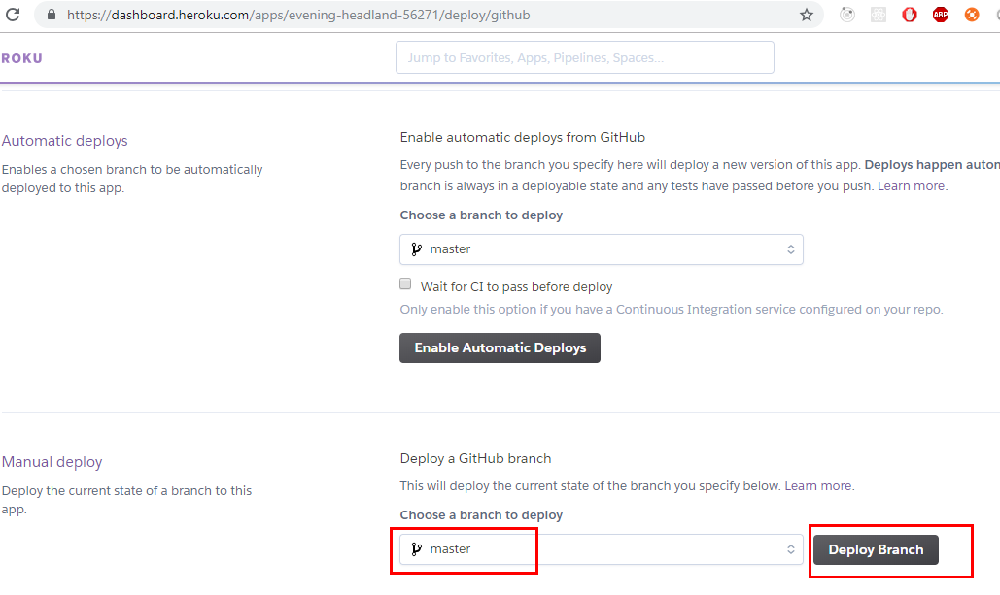 https://dashboard.heroku.com/apps/evening-headland-56271/deploy/github
ABP
ROKU
Jump to Favorites, Apps, Pipelines, Spaces...
Automatic deploys
Enables a chosen branch to be automatically
deployed to this app.
Enable automatic deploys from GitHub
Every push to the branch you specify here will deploy a new version of this app. Deploys happen auton
branch is always in a deployable state and any tests have passed before you push. Learn more.
Choose a branch to deploy
master
Wait for CI to pass before deploy
Only enable this option if you have a Continuous Integration service configured on your repo.
Enable Automatic Deploys
Manual deploy
Deploy the current state of a branch to this
app.
Deploy a GitHub branch
This will deploy the current state of the branch you specify below. Learn more.
Choose a branch to deploy
master
Deploy Branch